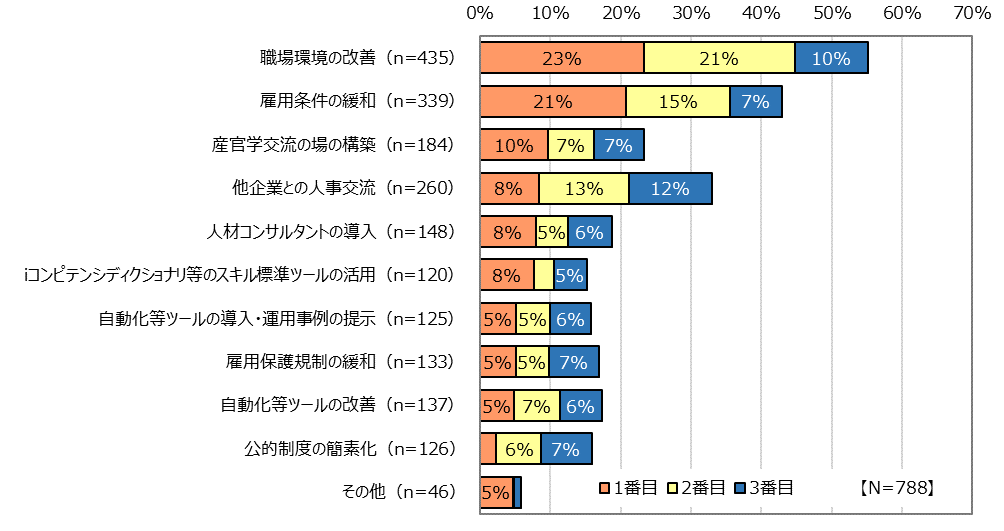 0% 10% 20% 30% 40% 50% 60% 70%
職場環境の改善（n=435） 23% 21% 10%
雇用条件の緩和（n=339） 21% 15% 7%
産官学交流の場の構築（n=184） 10% 7% 7%
他企業との人事交流（n=260） 8% 13% 12%
人材コンサルタントの導入（n=148） 8% 5% 6%
iコンピテンシディクショナリ等のスキル標準ツールの活用（n=120） 8% 5%
自動化等ツールの導入・運用事例の提示（n=125） 5% 5% 6%
雇用保護規制の緩和（n=133） 5% 5% 7%
自動化等ツールの改善（n=137） 5% 7% 6%
公的制度の簡素化（n=126） 6% 7%
その他（n=46） 5%
1番目 2番目 3番目 【N=788】